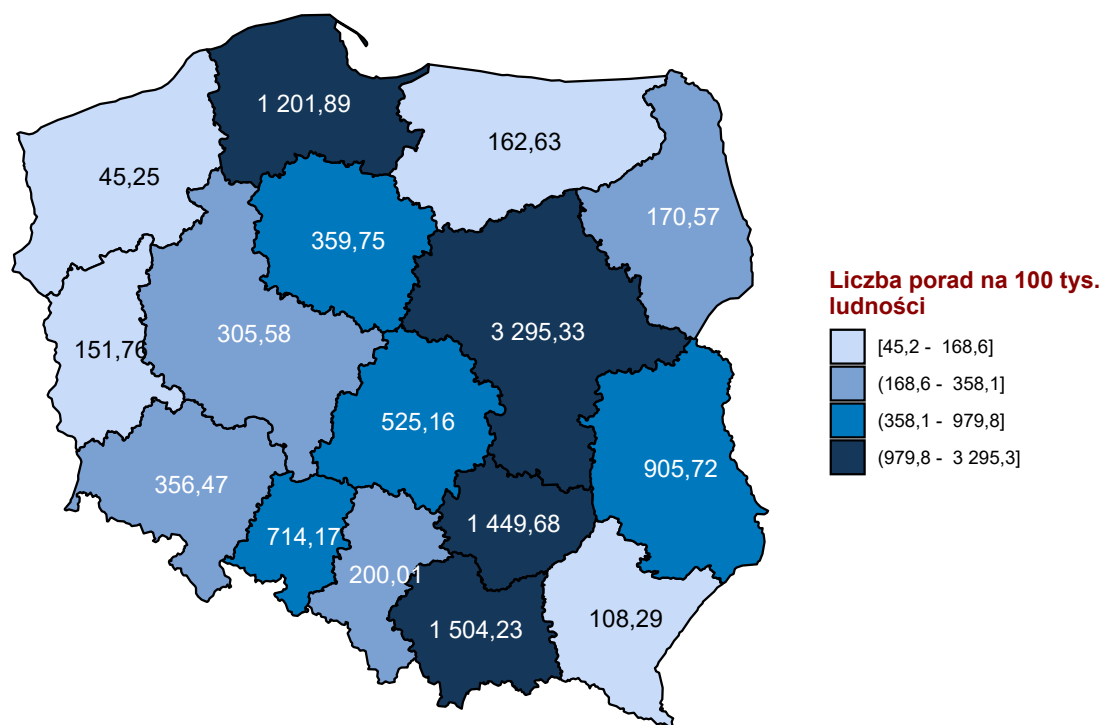 1 201,89
162,63
45,25
170,57
359,75
305,58
3 295,33
151,76
525,16
905,72
356,47
1 449,68
714,17
200,01
108,29
1 504,23
Liczba porad na 100 tys.
ludności
[45,2 - 168,6]
(168,6 - 358,1]
(358,1 - 979,8]
(979,8 - 3 295,3]